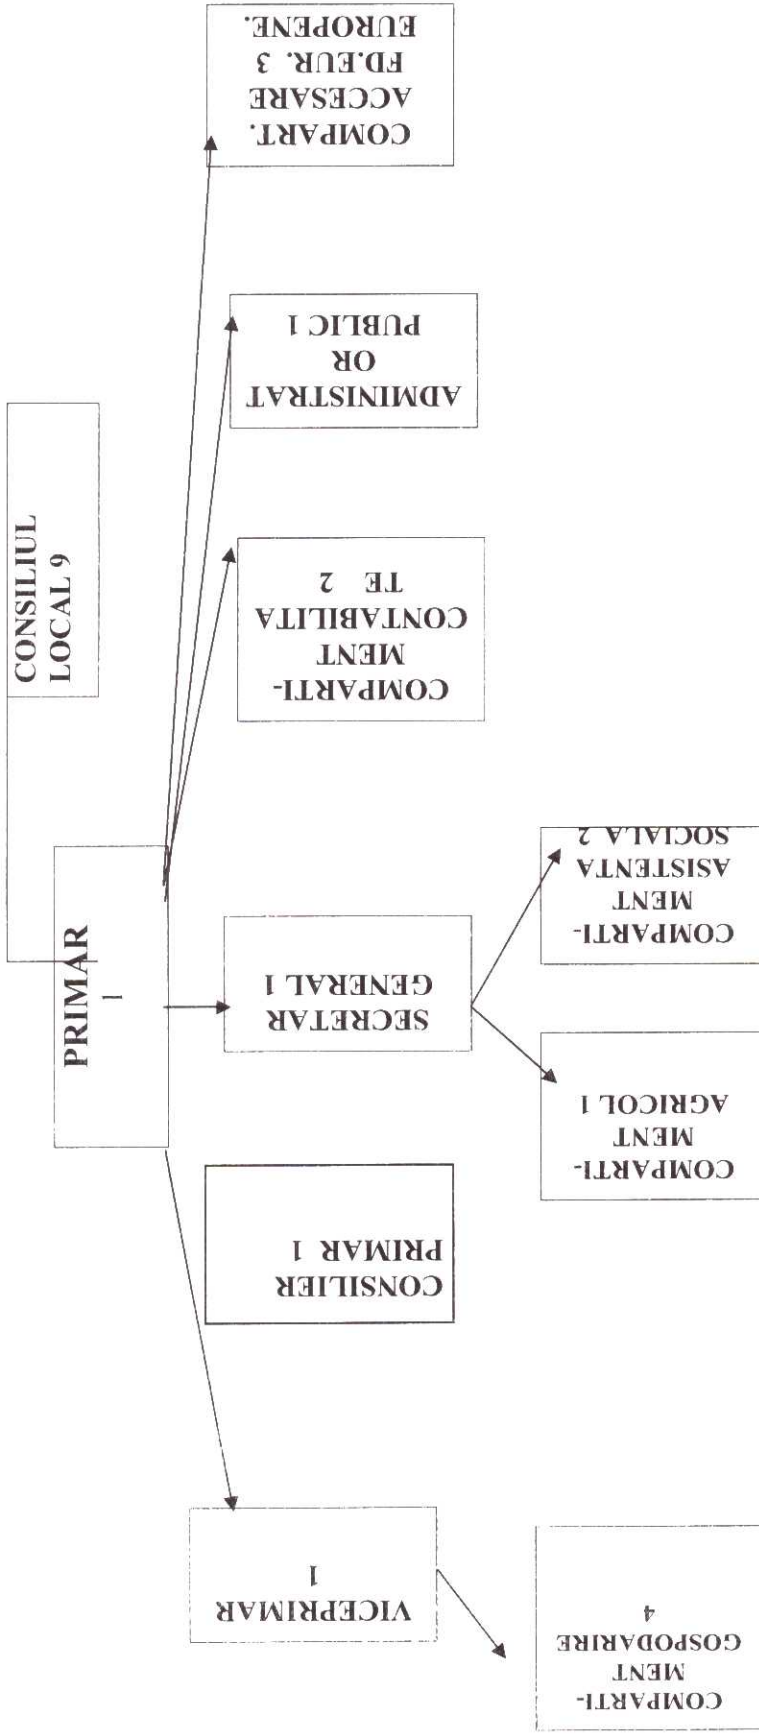 CONSILIUL
LOCAL 9
PRIMAR
1
VICEPRIMAR
1
CONSILIER
PRIMAR 1
SECRETAR
GENERAL 1
COMPARTI-
MENT
CONTABILITA
TE 2
ADMINISTRAT
OR
PUBLIC 1
COMPART.
ACCESARE
FD.EUR. 3
EUROPENE.
COMPARTI-
MENT
GOSPODARIRE
4
COMPARTI-
MENT
AGRICOL 1
COMPARTI-
MENT
ASISTENTA
SOCIALA 2